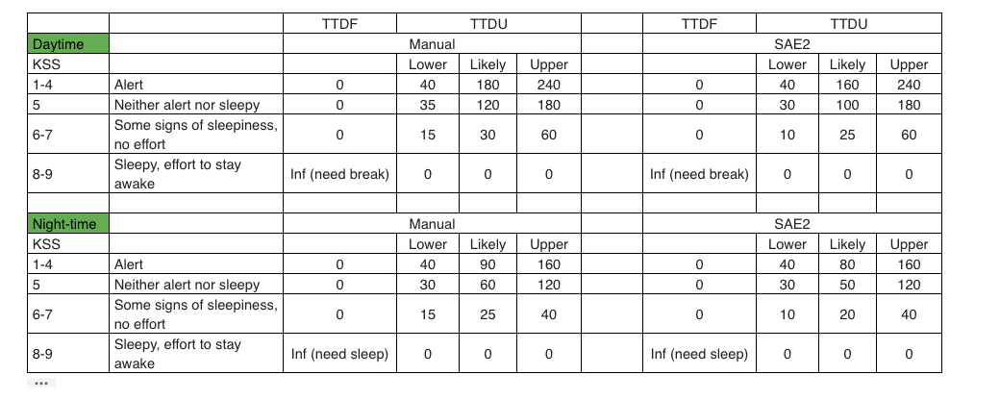 TTDF TTDU TTDF TTDU
Daytime Manual SAE2
KSS Lower Likely Upper Lower Likely Upper
1-4 Alert 0 40 180 240 0 40 160 240
5 Neither alert nor sleepy 0 35 120 180 0 30 100 180
6-7 Some signs of sleepiness, no effort 0 15 30 60 0 10 25 60
8-9 Sleepy, effort to stay awake Inf (need break) 0 0 0 Inf (need break) 0 0 0
Night-time Manual SAE2
KSS Lower Likely Upper Lower Likely Upper
1-4 Alert 0 40 90 160 0 40 80 160
5 Neither alert nor sleepy 0 30 60 120 0 30 50 120
6-7 Some signs of sleepiness, no effort 0 15 25 40 0 10 20 40
8-9 Sleepy, effort to stay awake Inf (need sleep) 0 0 0 Inf (need sleep) 0 0 0